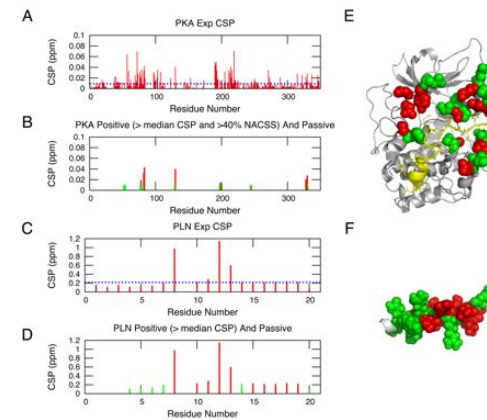 A
PKA Exp CSP
CSP (ppm)
0.1
0.08
0.06
0.04
0.02
0
0 100 200 300
Residue Number
B
PKA Positive (> median CSP and >40% NACSS) And Passive
CSP (ppm)
0.1
0.08
0.06
0.04
0.02
0
0 100 200 300
Residue Number
C
PLN Exp CSP
CSP (ppm)
1.2
1
0.8
0.6
0.4
0.2
0
0 5 10 15 20
Residue Number
D
PLN Positive (> median CSP) And Passive
CSP (ppm)
1.2
1
0.8
0.6
0.4
0.2
0
0 5 10 15 20
Residue Number
E
F